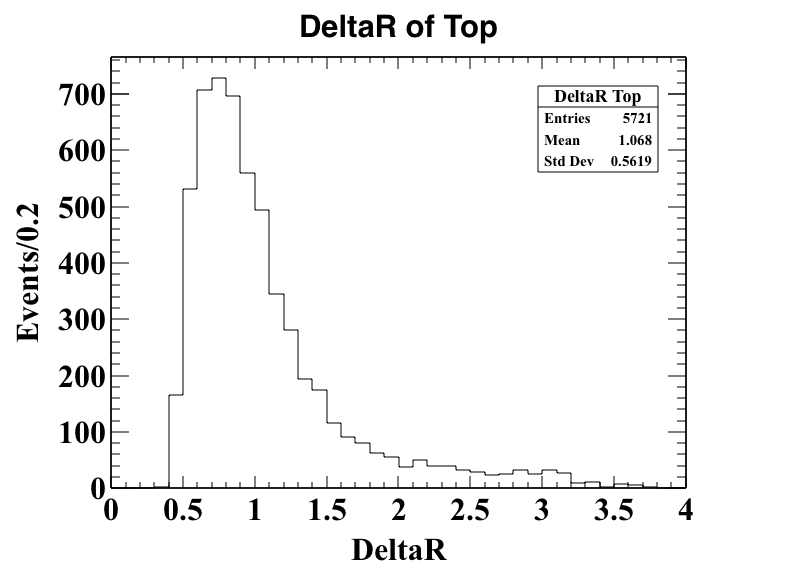 DeltaR of Top
DeltaR Top
Entries 5721
Mean 1.068
Std Dev 0.5619
Events/0.2
700
600
500
400
300
200
100
0
0 0.5 1 1.5 2 2.5 3 3.5 4
DeltaR